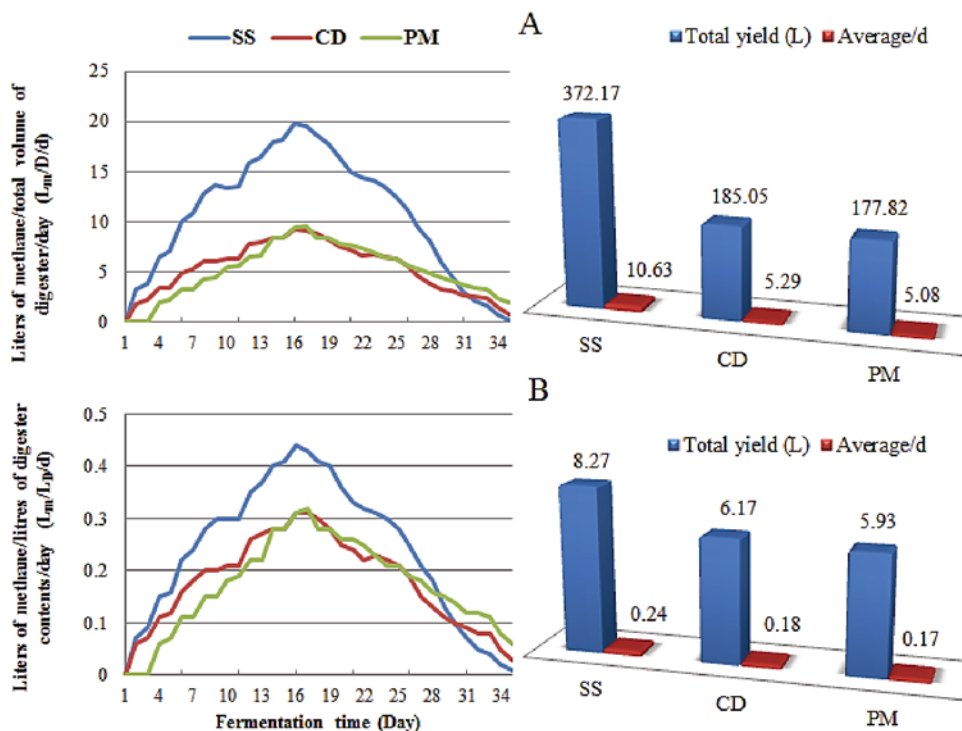 SS CD PM
Liters of methane/total volume of
digester/day (Lm/D/d)
25
20
15
10
5
0
1 4 7 10 13 16 19 22 25 28 31 34
A
Total yield (L) Average/d
372.17
10.63
185.05
5.29
177.82
5.08
SS
CD
PM
Liters of methane/litres of digester
contents/day (Lm/LD/d)
0.5
0.4
0.3
0.2
0.1
0
1 4 7 10 13 16 19 22 25 28 31 34
Fermentation time (Day)
B
Total yield (L) Average/d
8.27
0.24
6.17
0.18
5.93
0.17
SS
CD
PM